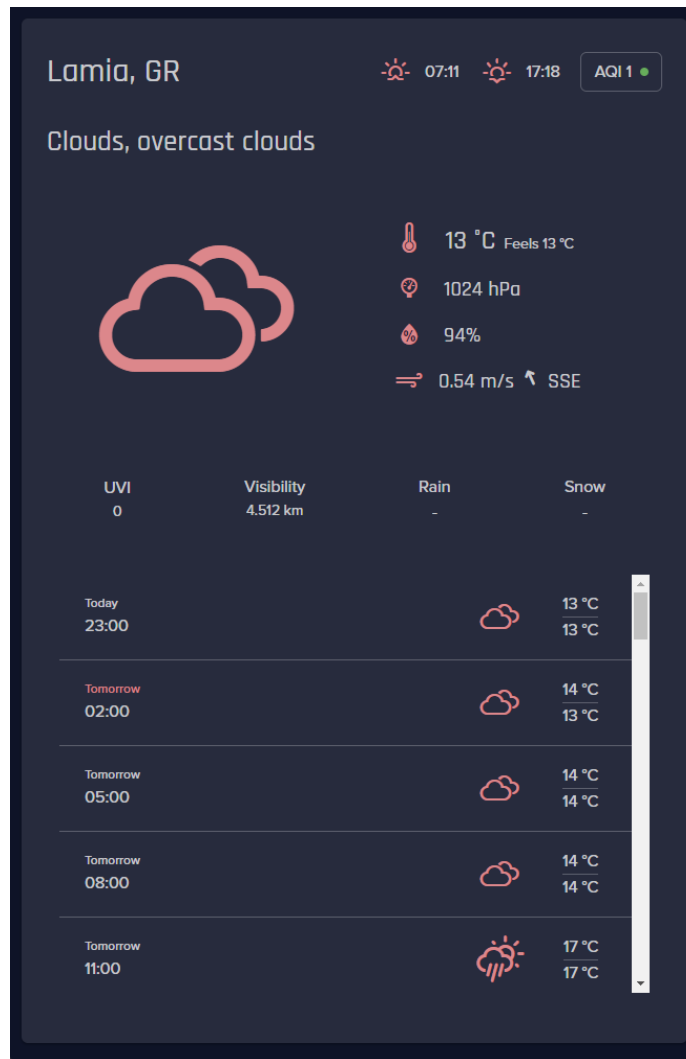 Lamia, GR
07:11
17:18
AQI 1
Clouds, overcast clouds
13 °C Feels 13 °C
1024 hPa
%
94%
0.54 m/s SSE
UVI Visibility Rain Snow
0 4.512 km - -
Today
23:00
13 °C
13 °C
Tomorrow
02:00
14 °C
13 °C
Tomorrow
05:00
14 °C
14 °C
Tomorrow
08:00
14 °C
14 °C
Tomorrow
11:00
17 °C
17 °C